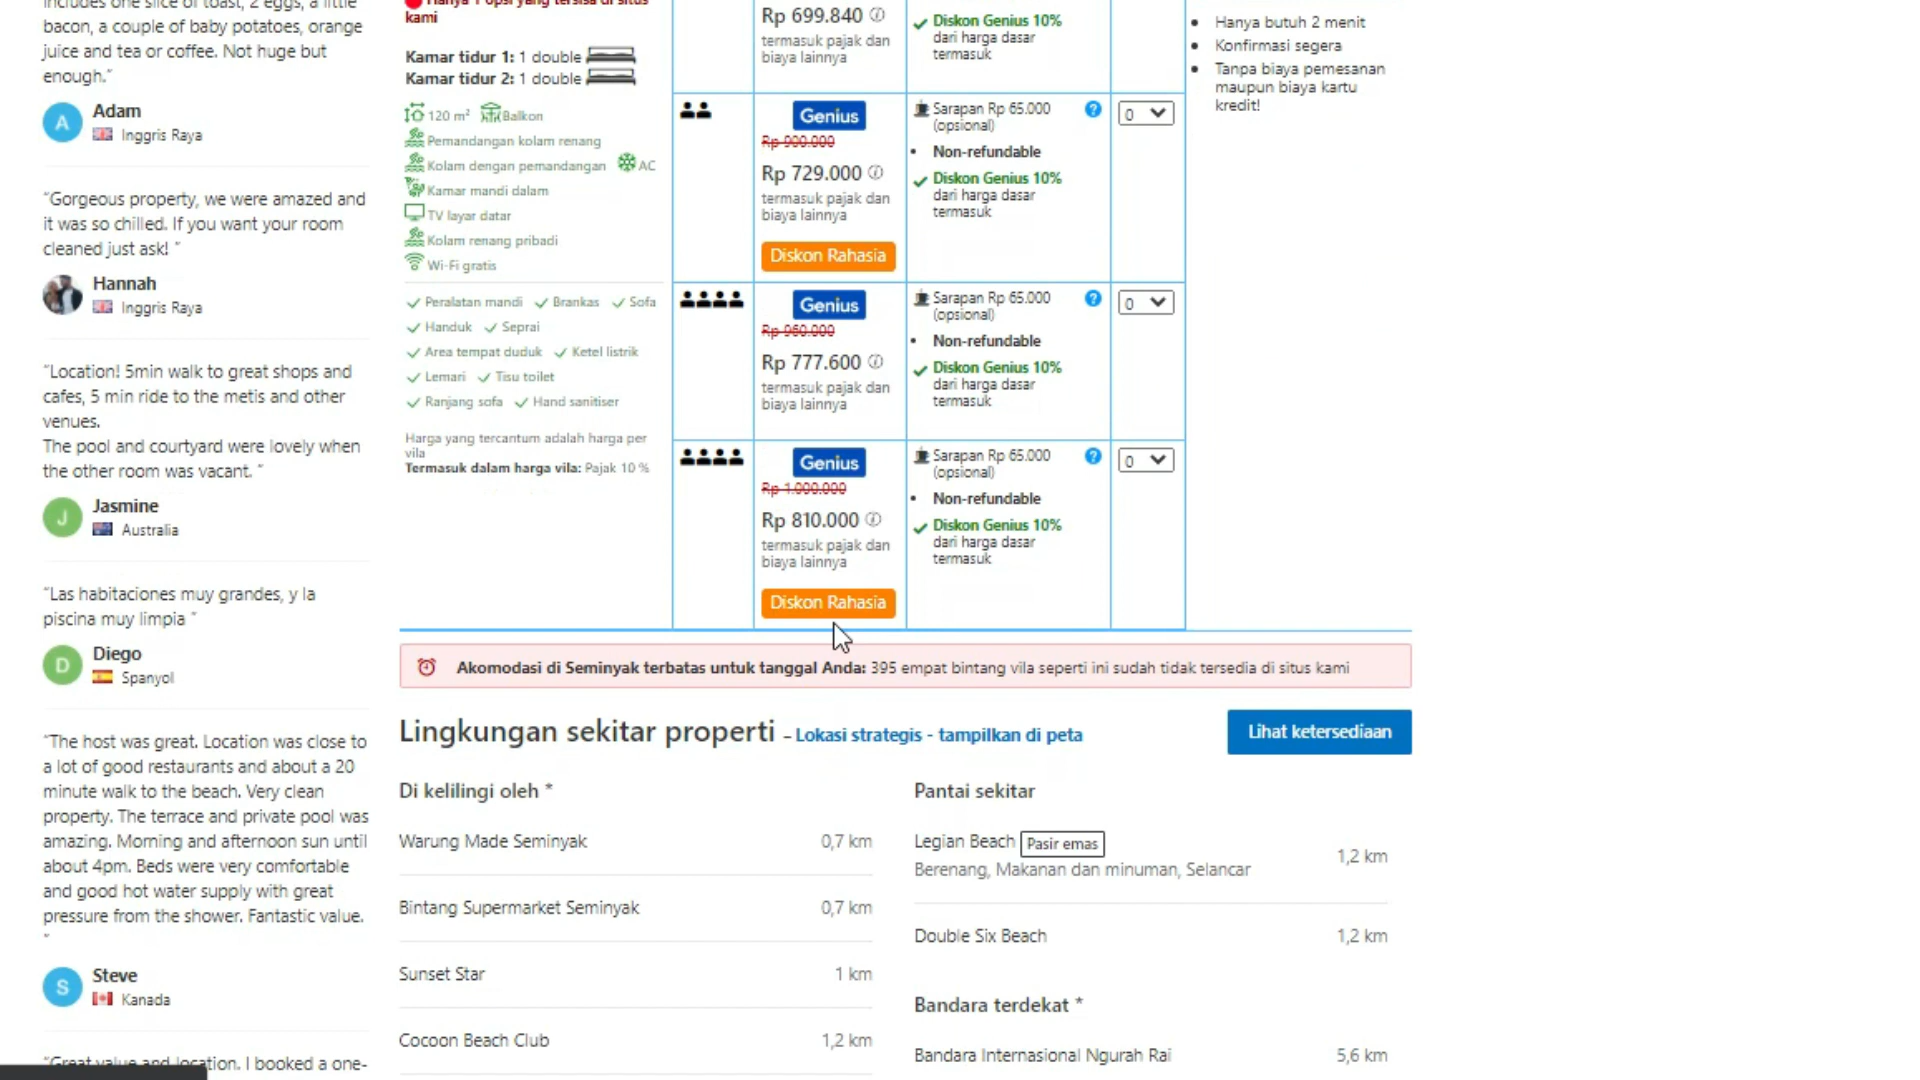 includes one slice of toast, 2 eggs, a little
bacon, a couple of baby potatoes, orange
juice and tea or coffee. Not huge but
enough.”
A
Adam
Inggris Raya
“Gorgeous property, we were amazed and
it was so chilled. If you want your room
cleaned just ask! ”
Hannah
Inggris Raya
“Location! 5min walk to great shops and
cafes, 5 min ride to the metis and other
venues.
The pool and courtyard were lovely when
the other room was vacant. ”
J
Jasmine
Australia
“Las habitaciones muy grandes, y la
piscina muy limpia ”
D
Diego
Spanyol
“The host was great. Location was close to
a lot of good restaurants and about a 20
minute walk to the beach. Very clean
property. The terrace and private pool was
amazing. Morning and afternoon sun until
about 4pm. Beds were very comfortable
and good hot water supply with great
pressure from the shower. Fantastic value.
”
S
Steve
Kanada
“Great value and location. I booked a one-
Hanya 1 opsi yang tersisa di situs
kami
Kamar tidur 1: 1 double
Kamar tidur 2: 1 double
120 m² Balkon
Pemandangan kolam renang
Kolam dengan pemandangan AC
Kamar mandi dalam
TV layar datar
Kolam renang pribadi
Wi-Fi gratis
Peralatan mandi Brankas Sofa
Handuk Seprai
Area tempat duduk Ketel listrik
Lemari Tisu toilet
Ranjang sofa Hand sanitiser
Harga yang tercantum adalah harga per
vila
Termasuk dalam harga vila: Pajak 10 %
Rp 699.840
termasuk pajak dan
biaya lainnya
Diskon Genius 10%
dari harga dasar
termasuk
Genius
Rp 900.000
Rp 729.000
termasuk pajak dan
biaya lainnya
Diskon Rahasia
Sarapan Rp 65.000
(opsional)
?
• Non-refundable
Diskon Genius 10%
dari harga dasar
termasuk
0
Genius
Rp 960.000
Rp 777.600
termasuk pajak dan
biaya lainnya
Sarapan Rp 65.000
(opsional)
?
• Non-refundable
Diskon Genius 10%
dari harga dasar
termasuk
0
Genius
Rp 1.000.000
Rp 810.000
termasuk pajak dan
biaya lainnya
Diskon Rahasia
Sarapan Rp 65.000
(opsional)
?
• Non-refundable
Diskon Genius 10%
dari harga dasar
termasuk
0
• Hanya butuh 2 menit
• Konfirmasi segera
• Tanpa biaya pemesanan
maupun biaya kartu
kredit!
Akomodasi di Seminyak terbatas untuk tanggal Anda: 395 empat bintang vila seperti ini sudah tidak tersedia di situs kami
Lingkungan sekitar properti – Lokasi strategis - tampilkan di peta
Lihat ketersediaan
Di kelilingi oleh *
Warung Made Seminyak 0,7 km
Bintang Supermarket Seminyak 0,7 km
Sunset Star 1 km
Cocoon Beach Club 1,2 km
Pantai sekitar
Legian Beach Pasir emas
Berenang, Makanan dan minuman, Selancar
1,2 km
Double Six Beach 1,2 km
Bandara terdekat *
Bandara Internasional Ngurah Rai 5,6 km